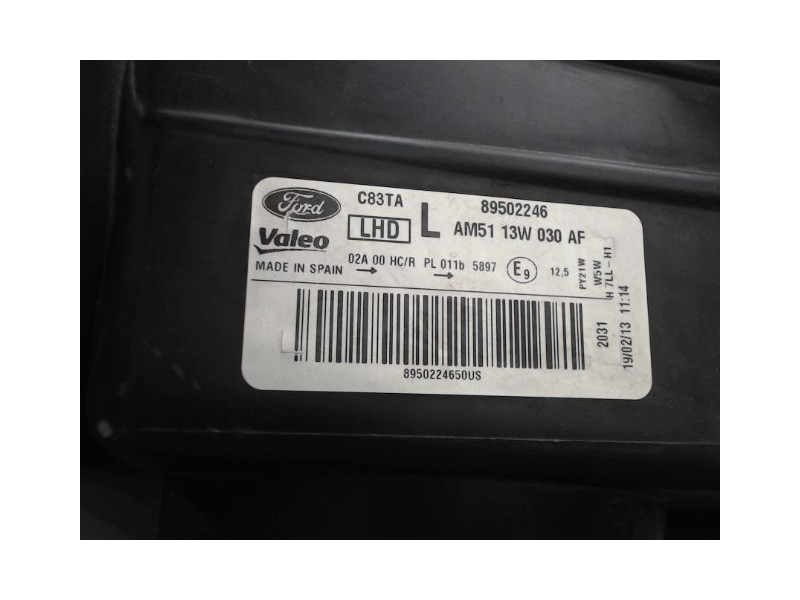 Ford C83TA L 89502246
Valeo LHD AM51 13W 030 AF
MADE IN SPAIN 02A 00 HC/R PL 011b 5897 E9 12,5
PY21W
W5W
H7LL-H1
2031
19/02/13 11:14
8950224650US